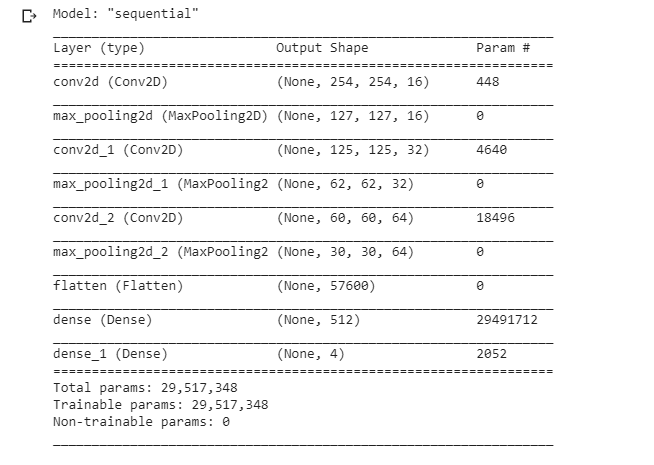 Model: "sequential"
Layer (type) Output Shape Param #
conv2d (Conv2D) (None, 254, 254, 16) 448
max_pooling2d (MaxPooling2D) (None, 127, 127, 16) 0
conv2d_1 (Conv2D) (None, 125, 125, 32) 4640
max_pooling2d_1 (MaxPooling2 (None, 62, 62, 32) 0
conv2d_2 (Conv2D) (None, 60, 60, 64) 18496
max_pooling2d_2 (MaxPooling2 (None, 30, 30, 64) 0
flatten (Flatten) (None, 57600) 0
dense (Dense) (None, 512) 29491712
dense_1 (Dense) (None, 4) 2052
Total params: 29,517,348
Trainable params: 29,517,348
Non-trainable params: 0